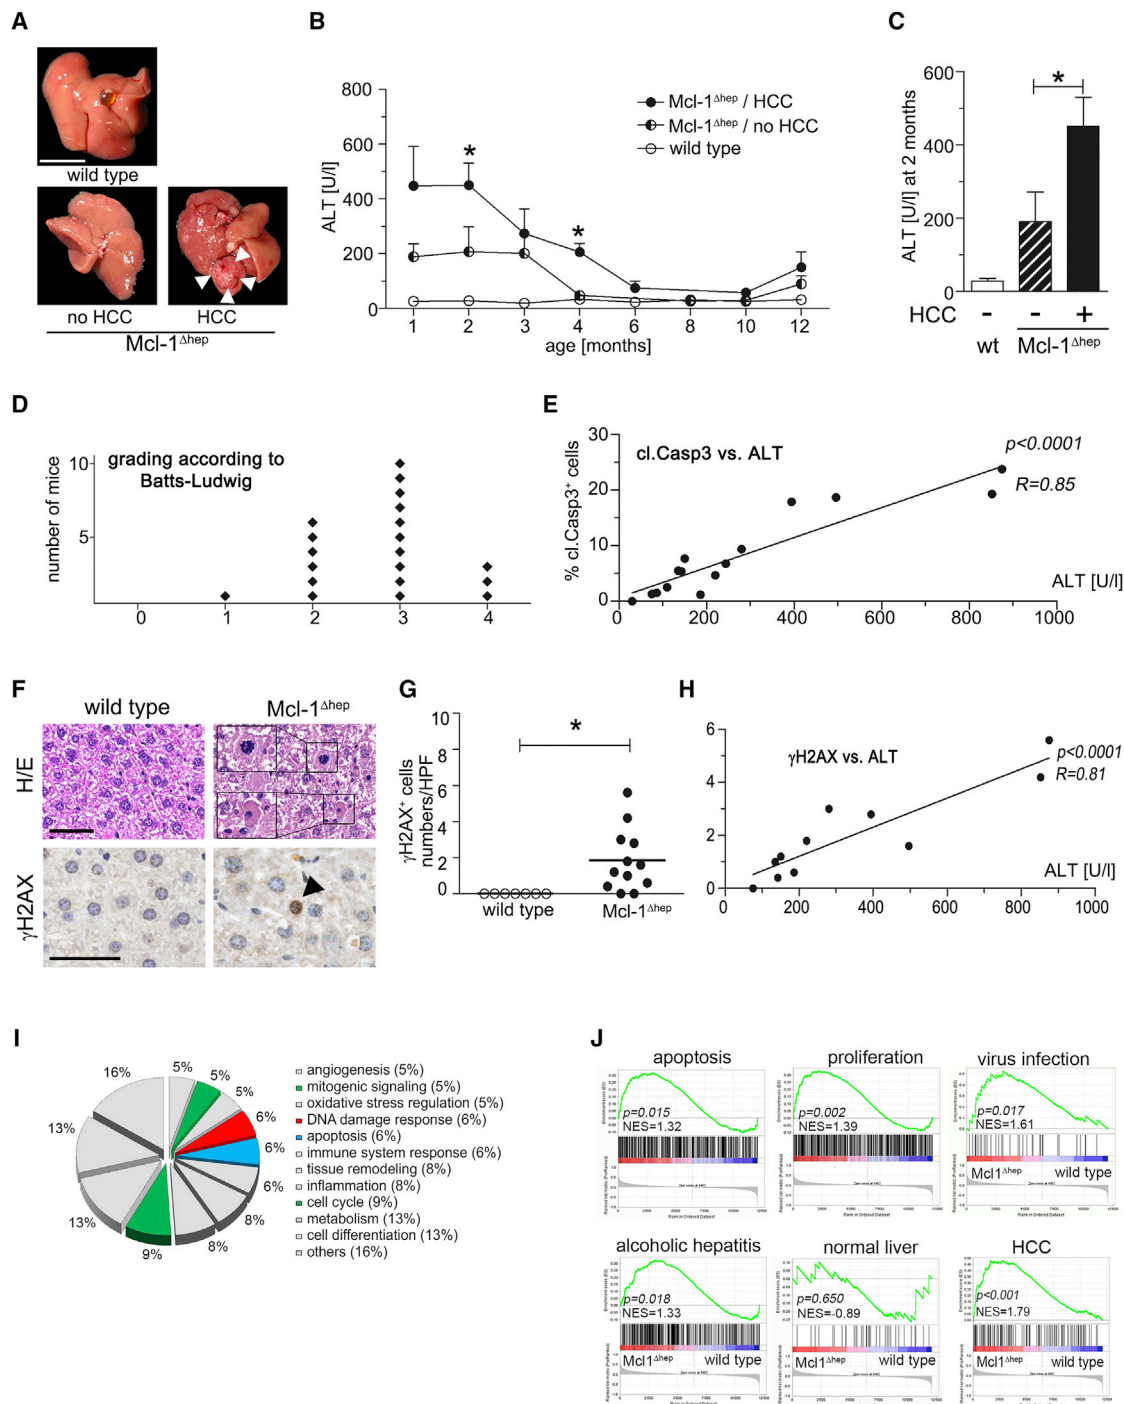 A
wild type
no HCC
HCC
Mcl-1Δhep
B
ALT [U/l]
800
600
400
200
0
Mcl-1Δhep / HCC
Mcl-1Δhep / no HCC
wild type
*
*
1 2 3 4 6 8 10 12
age [months]
C
ALT [U/l] at 2 months
600
400
200
0
*
HCC - - +
wt Mcl-1Δhep
D
number of mice
10
5
grading according to
Batts-Ludwig
0 1 2 3 4
E
% cl.Casp3+ cells
30
20
10
0
cl.Casp3 vs. ALT
p<0.0001
R=0.85
ALT [U/l]
0 200 400 600 800 1000
F
wild type
Mcl-1Δhep
H/E
γH2AX
G
γH2AX+ cells
numbers/HPF
10
8
6
4
2
0
*
wild type
Mcl-1Δhep
H
6
4
2
0
γH2AX vs. ALT
p<0.0001
R=0.81
ALT [U/l]
0 200 400 600 800 1000
I
16%
5%
5%
5%
6%
6%
6%
8%
8%
9%
13%
13%
angiogenesis (5%)
mitogenic signaling (5%)
oxidative stress regulation (5%)
DNA damage response (6%)
apoptosis (6%)
immune system response (6%)
tissue remodeling (8%)
inflammation (8%)
cell cycle (9%)
metabolism (13%)
cell differentiation (13%)
others (16%)
J
apoptosis
p=0.015
NES=1.32
proliferation
p=0.002
NES=1.39
virus infection
p=0.017
NES=1.61
Mcl1Δhep wild type
Rank in Ordered Dataset
alcoholic hepatitis
p=0.018
NES=1.33
Mcl1Δhep wild type
normal liver
p=0.650
NES=-0.89
Mcl1Δhep wild type
HCC
p<0.001
NES=1.79
Mcl1Δhep wild type